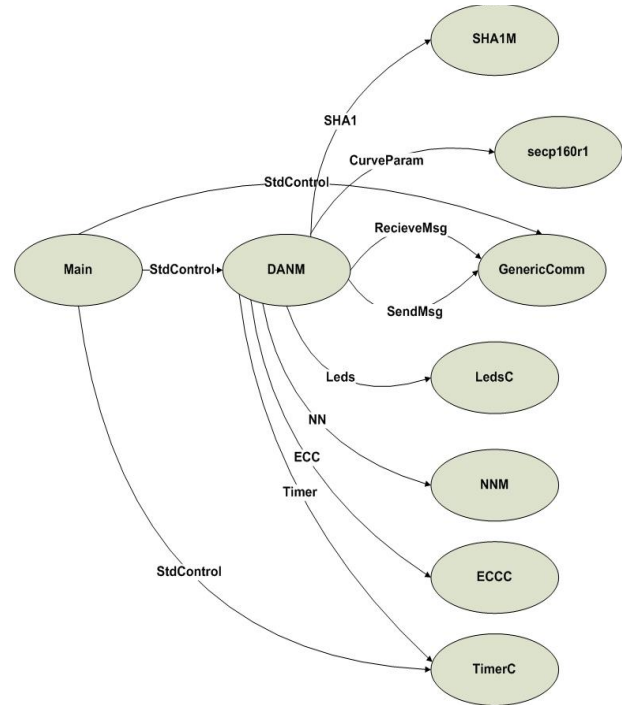 SHA1M
SHA1
secp160r1
CurveParam
StdControl
RecieveMsg
Main
StdControl
DANM
GenericComm
SendMsg
Leds
LedsC
NN
ECC
NNM
Timer
StdControl
ECCC
TimerC